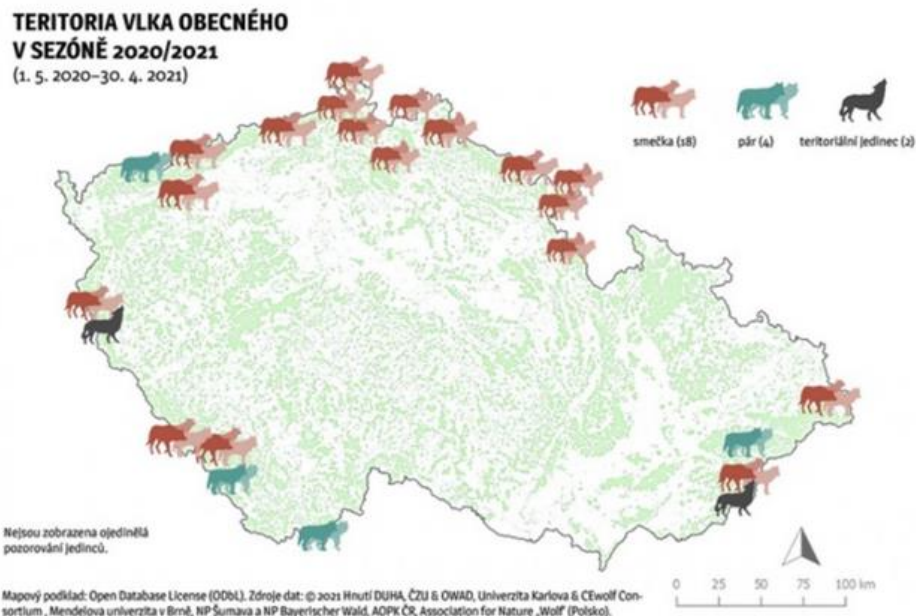 TERITORIA VLKA OBECNÉHO
V SEZÓNĚ 2020/2021
(1. 5. 2020–30. 4. 2021)
smečka (18)
pár (4)
teritoriální jedinec (2)
Nejsou zobrazena ojedinělá
pozorování jedinců.
0 25 50 75 100 km
Mapový podklad: Open Database License (ODbL). Zdroje dat: © 2021 Hnutí DUHA, ČZU & OWAD, Univerzita Karlova & CEwolf Con-
sortium , Mendelova univerzita v Brně, NP Šumava a NP Bayerischer Wald, AOPK ČR, Association for Nature „Wolf" (Polsko).